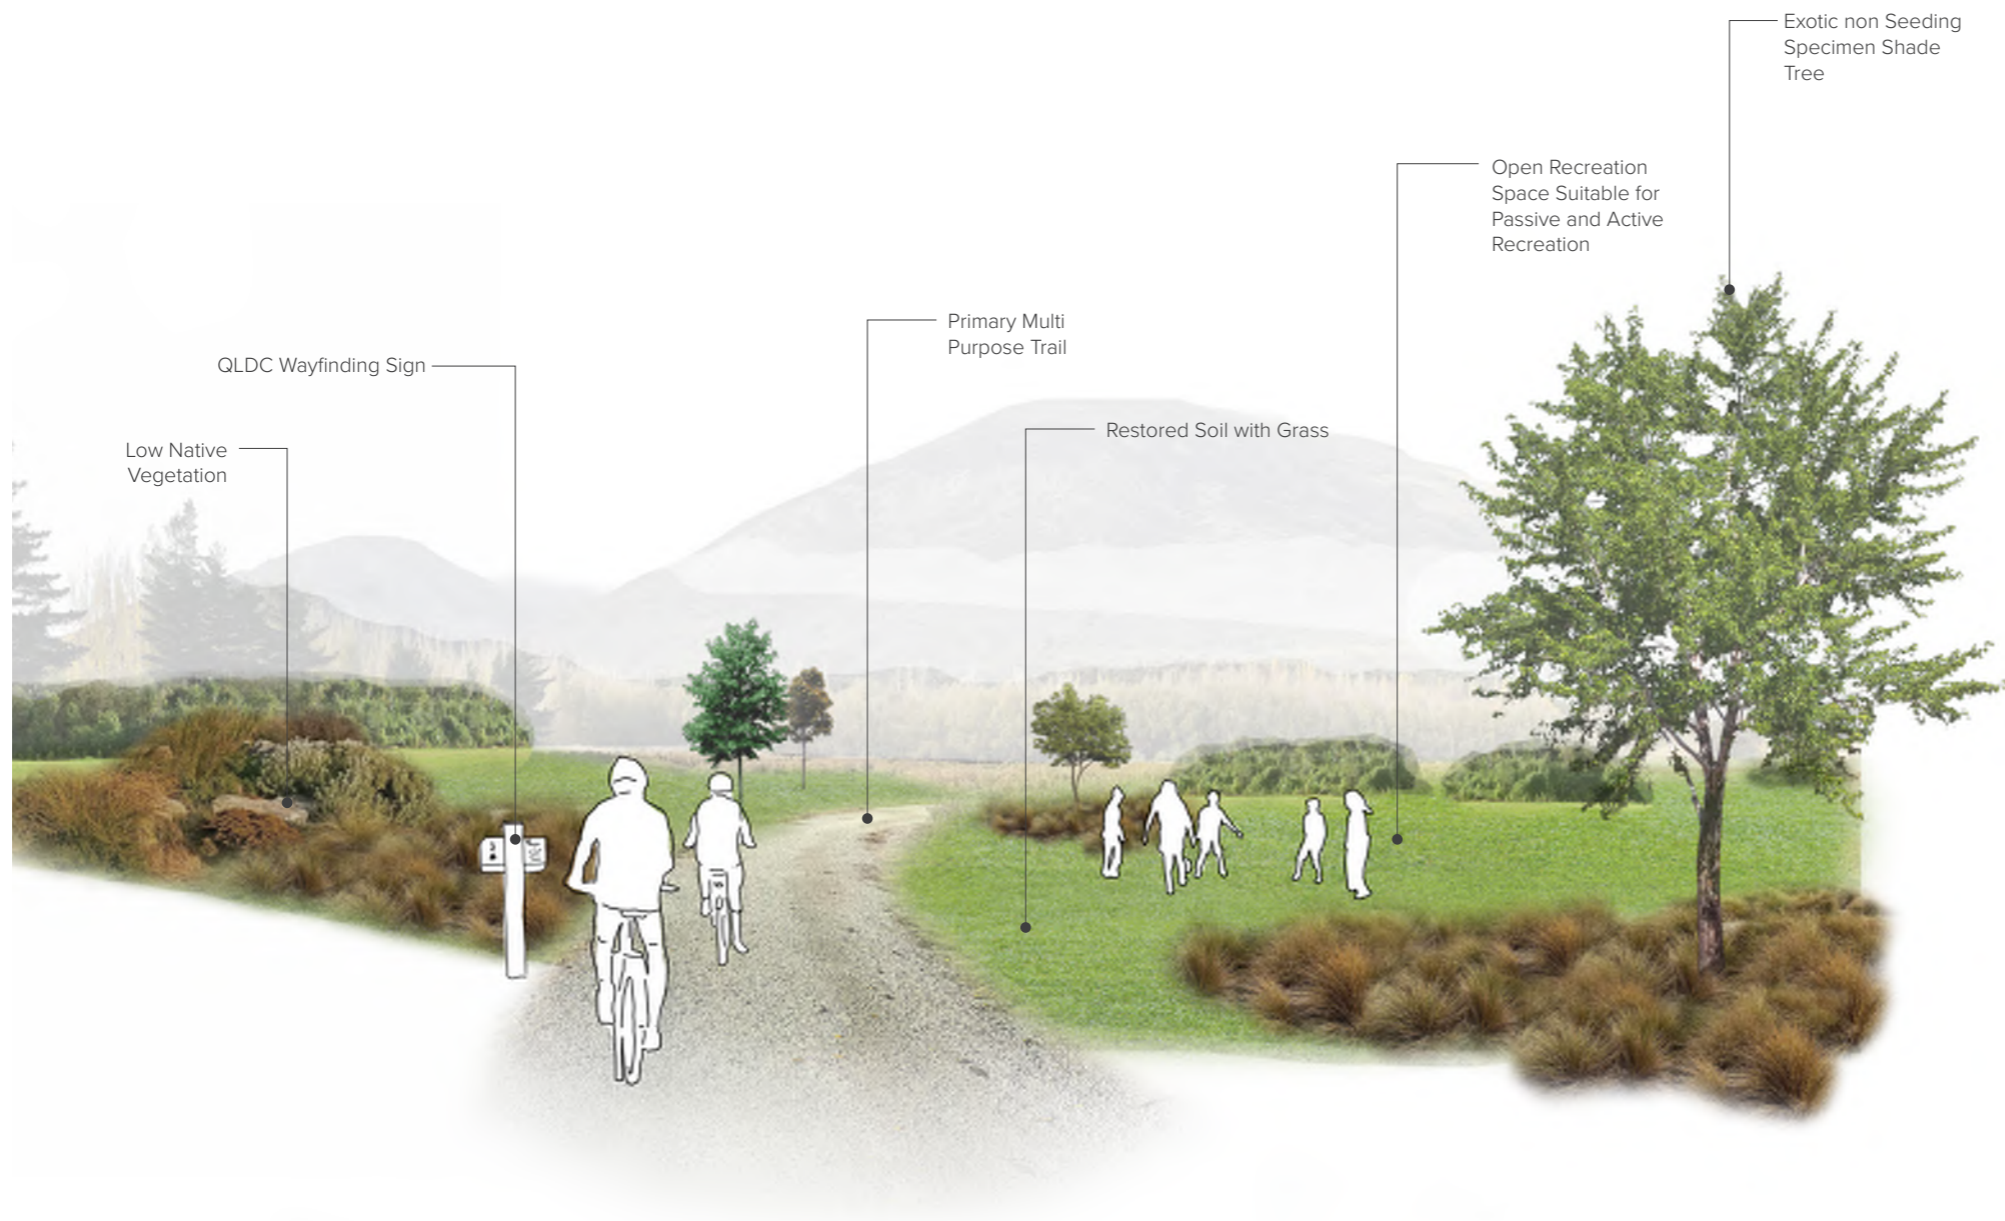 Exotic non Seeding
Specimen Shade
Tree
Open Recreation
Space Suitable for
Passive and Active
Recreation
Primary Multi
Purpose Trail
QLDC Wayfinding Sign
Restored Soil with Grass
Low Native
Vegetation